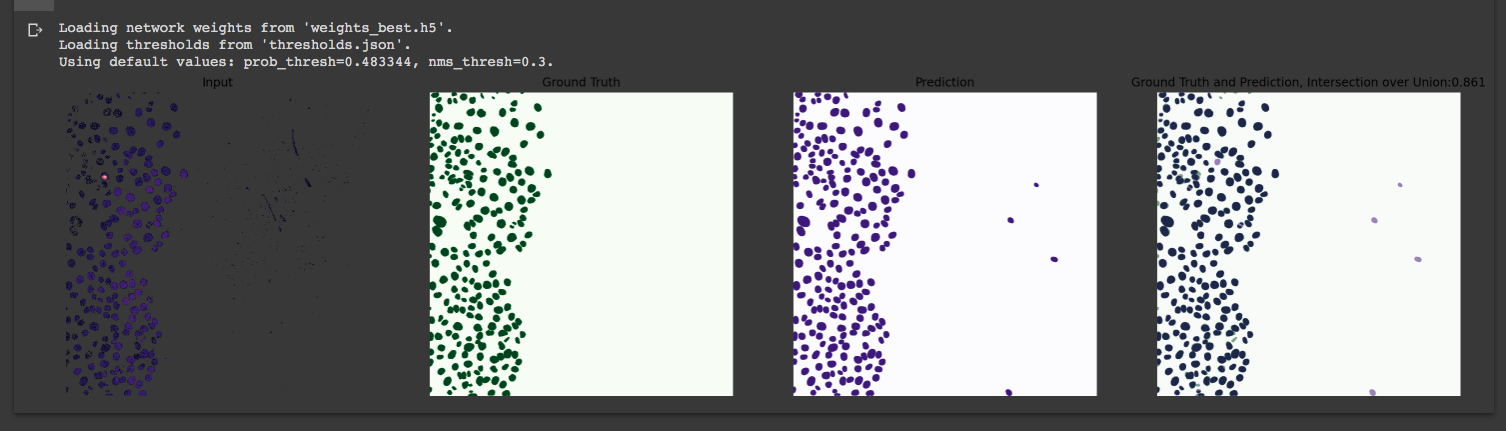 Loading network weights from 'weights_best.h5'.
Loading thresholds from 'thresholds.json'.
Using default values: prob_thresh=0.483344, nms_thresh=0.3.
Input
Ground Truth
Prediction
Ground Truth and Prediction, Intersection over Union:0.861